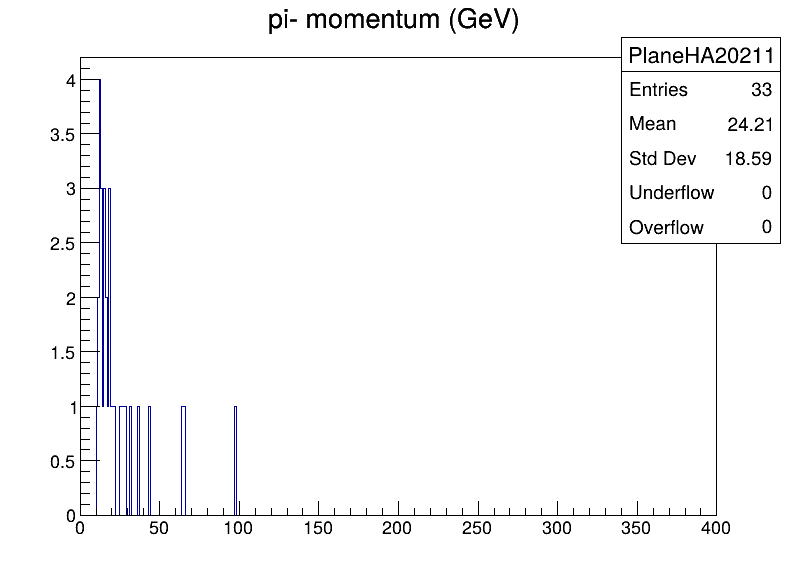 pi- momentum (GeV)
PlaneHA20211
Entries 33
Mean 24.21
Std Dev 18.59
Underflow 0
Overflow 0
4
3.5
3
2.5
2
1.5
1
0.5
0
0 50 100 150 200 250 300 350 400